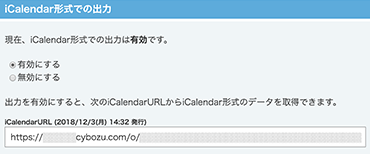 iCalendar形式での出力
現在、iCalendar形式での出力は有効です。
有効にする
無効にする
出力を有効にすると、次のiCalendarURLからiCalendar形式のデータを取得できます。
iCalendarURL (2018/12/3(月) 14:32 発行)
https:// cybozu.com/o/